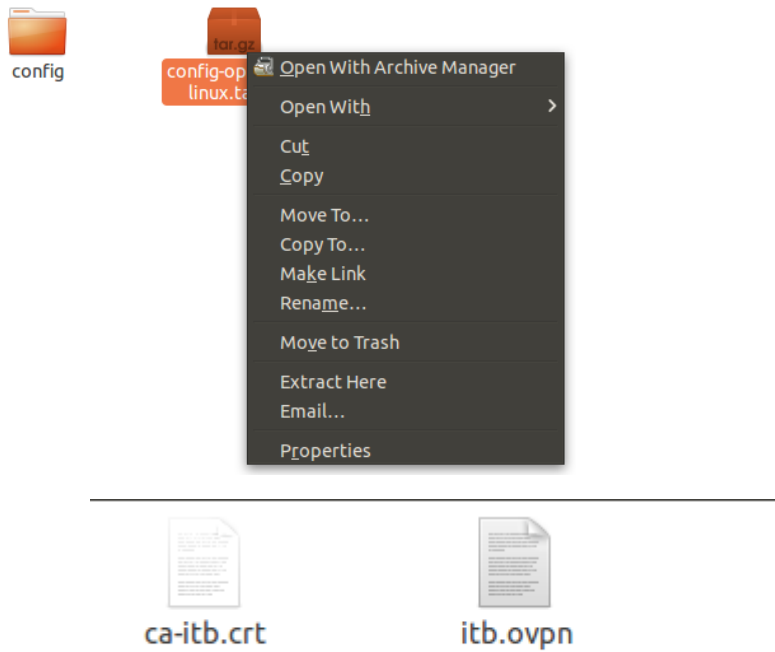 tar.gz
config
config-op
linux.ta
Open With Archive Manager
Open With
Cut
Copy
Move To...
Copy To...
Make Link
Rename...
Move to Trash
Extract Here
Email...
Properties
ca-itb.crt
itb.ovpn